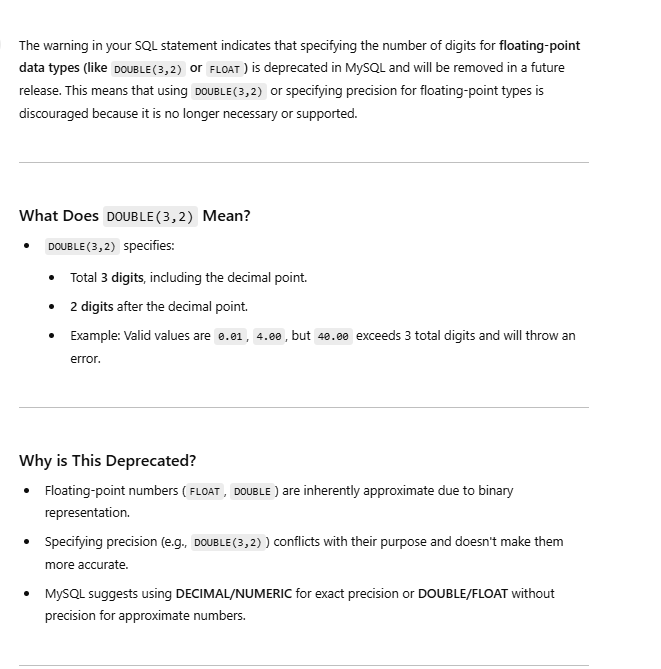 The warning in your SQL statement indicates that specifying the number of digits for floating-point
data types (like DOUBLE(3,2) or FLOAT ) is deprecated in MySQL and will be removed in a future
release. This means that using DOUBLE(3,2) or specifying precision for floating-point types is
discouraged because it is no longer necessary or supported.
What Does DOUBLE(3,2) Mean?
• DOUBLE(3,2) specifies:
• Total 3 digits, including the decimal point.
• 2 digits after the decimal point.
• Example: Valid values are 0.01 , 4.00 , but 40.00 exceeds 3 total digits and will throw an
error.
Why is This Deprecated?
• Floating-point numbers ( FLOAT , DOUBLE ) are inherently approximate due to binary
representation.
• Specifying precision (e.g., DOUBLE(3,2) ) conflicts with their purpose and doesn't make them
more accurate.
• MySQL suggests using DECIMAL/NUMERIC for exact precision or DOUBLE/FLOAT without
precision for approximate numbers.